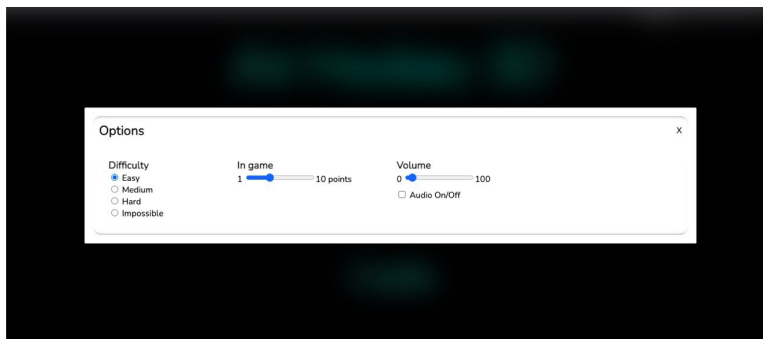 Options
X
Difficulty
Easy
Medium
Hard
Impossible
In game
1 10 points
Volume
0 100
Audio On/Off